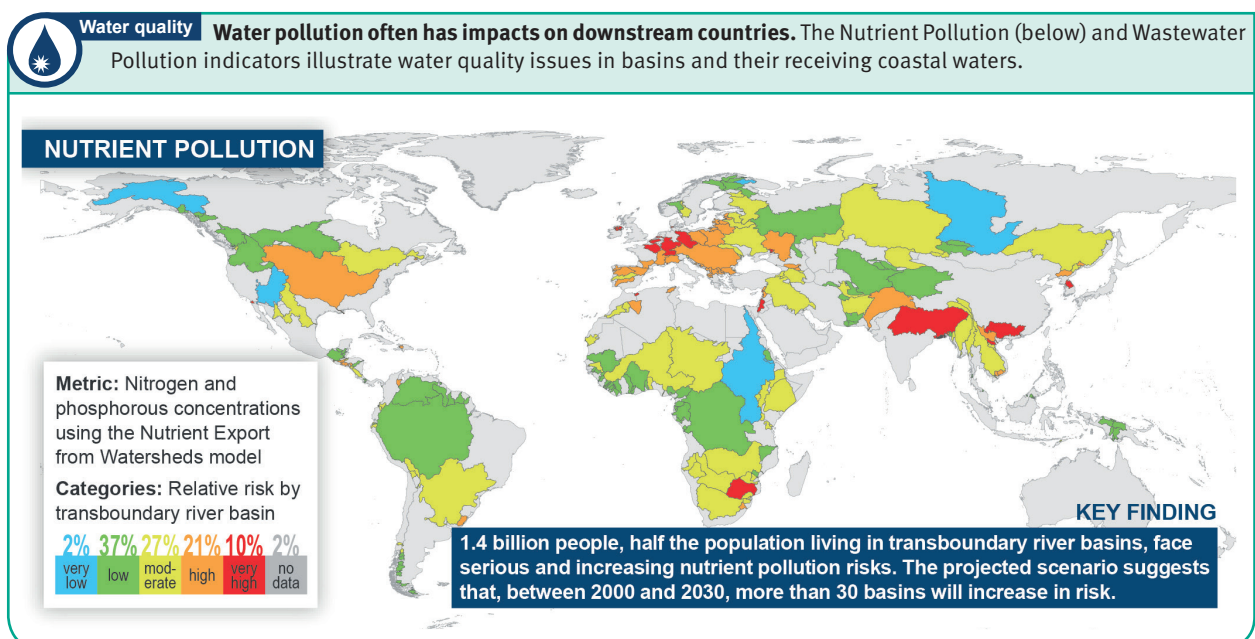 Water quality
Water pollution often has impacts on downstream countries. The Nutrient Pollution (below) and Wastewater
Pollution indicators illustrate water quality issues in basins and their receiving coastal waters.
NUTRIENT POLLUTION
Metric: Nitrogen and
phosphorous concentrations
using the Nutrient Export
from Watersheds model
Categories: Relative risk by
transboundary river basin
2% 37% 27% 21% 10% 2%
very low low mod-erate high very high no data
KEY FINDING
1.4 billion people, half the population living in transboundary river basins, face
serious and increasing nutrient pollution risks. The projected scenario suggests
that, between 2000 and 2030, more than 30 basins will increase in risk.